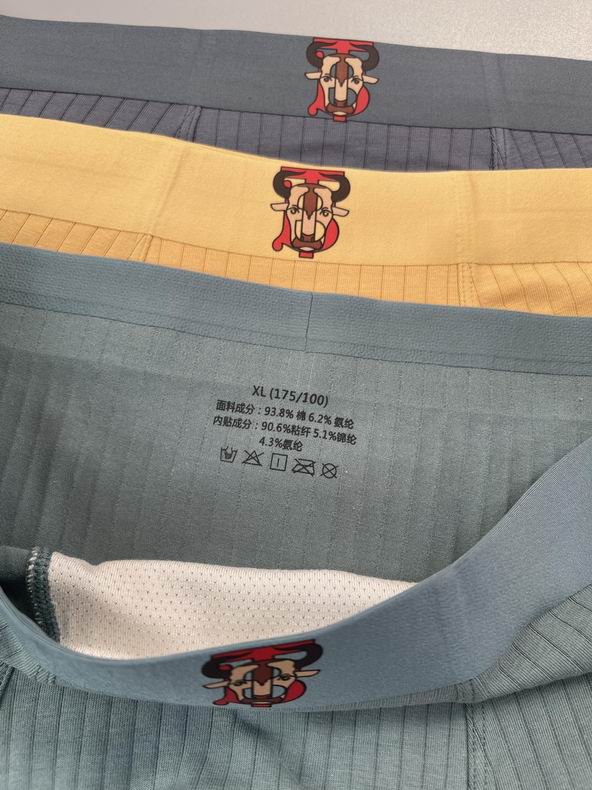 XL (175/100)
面料成分：93.8% 棉 6.2% 氨纶
内贴成分：90.6%粘纤 5.1%锦纶
4.3%氨纶